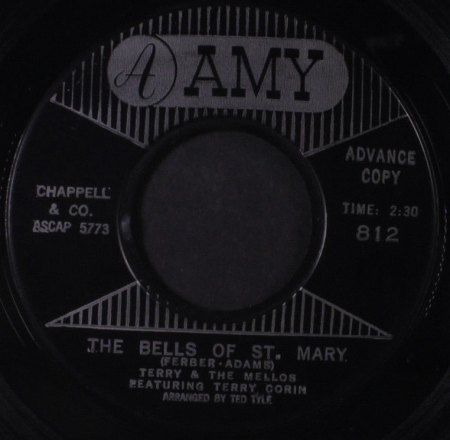 A AMY
ADVANCE
COPY
CHAPPELL
& CO.
ASCAP 5773
TIME: 2:30
812
THE BELLS OF ST. MARY
(FERBER-ADAMS)
TERRY & THE MELLOS
FEATURING TERRY CORIN
ARRANGED BY TED TYLE